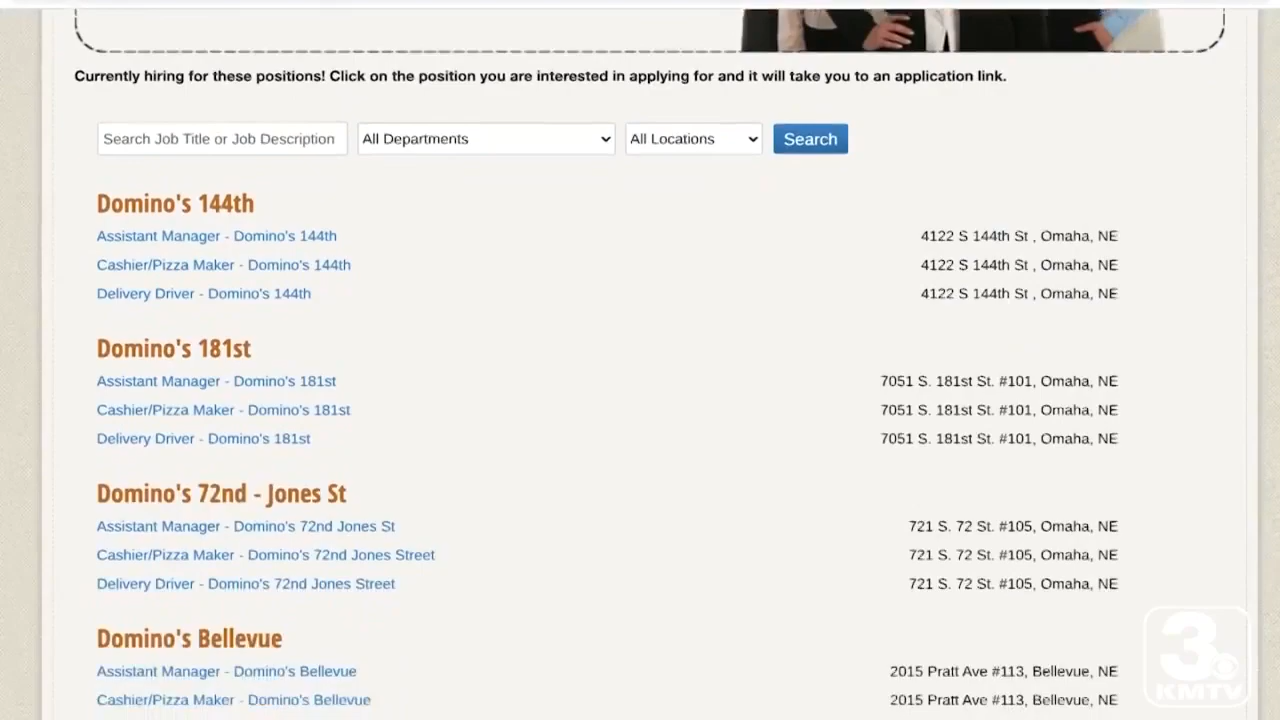 Currently hiring for these positions! Click on the position you are interested in applying for and it will take you to an application link.
Search Job Title or Job Description All Departments All Locations Search
Domino's 144th
Assistant Manager - Domino's 144th 4122 S 144th St , Omaha, NE
Cashier/Pizza Maker - Domino's 144th 4122 S 144th St , Omaha, NE
Delivery Driver - Domino's 144th 4122 S 144th St , Omaha, NE
Domino's 181st
Assistant Manager - Domino's 181st 7051 S. 181st St. #101, Omaha, NE
Cashier/Pizza Maker - Domino's 181st 7051 S. 181st St. #101, Omaha, NE
Delivery Driver - Domino's 181st 7051 S. 181st St. #101, Omaha, NE
Domino's 72nd - Jones St
Assistant Manager - Domino's 72nd Jones St 721 S. 72 St. #105, Omaha, NE
Cashier/Pizza Maker - Domino's 72nd Jones Street 721 S. 72 St. #105, Omaha, NE
Delivery Driver - Domino's 72nd Jones Street 721 S. 72 St. #105, Omaha, NE
Domino's Bellevue
Assistant Manager - Domino's Bellevue 2015 Pratt Ave #113, Bellevue, NE
Cashier/Pizza Maker - Domino's Bellevue 2015 Pratt Ave #113, Bellevue, NE
3
KMTV